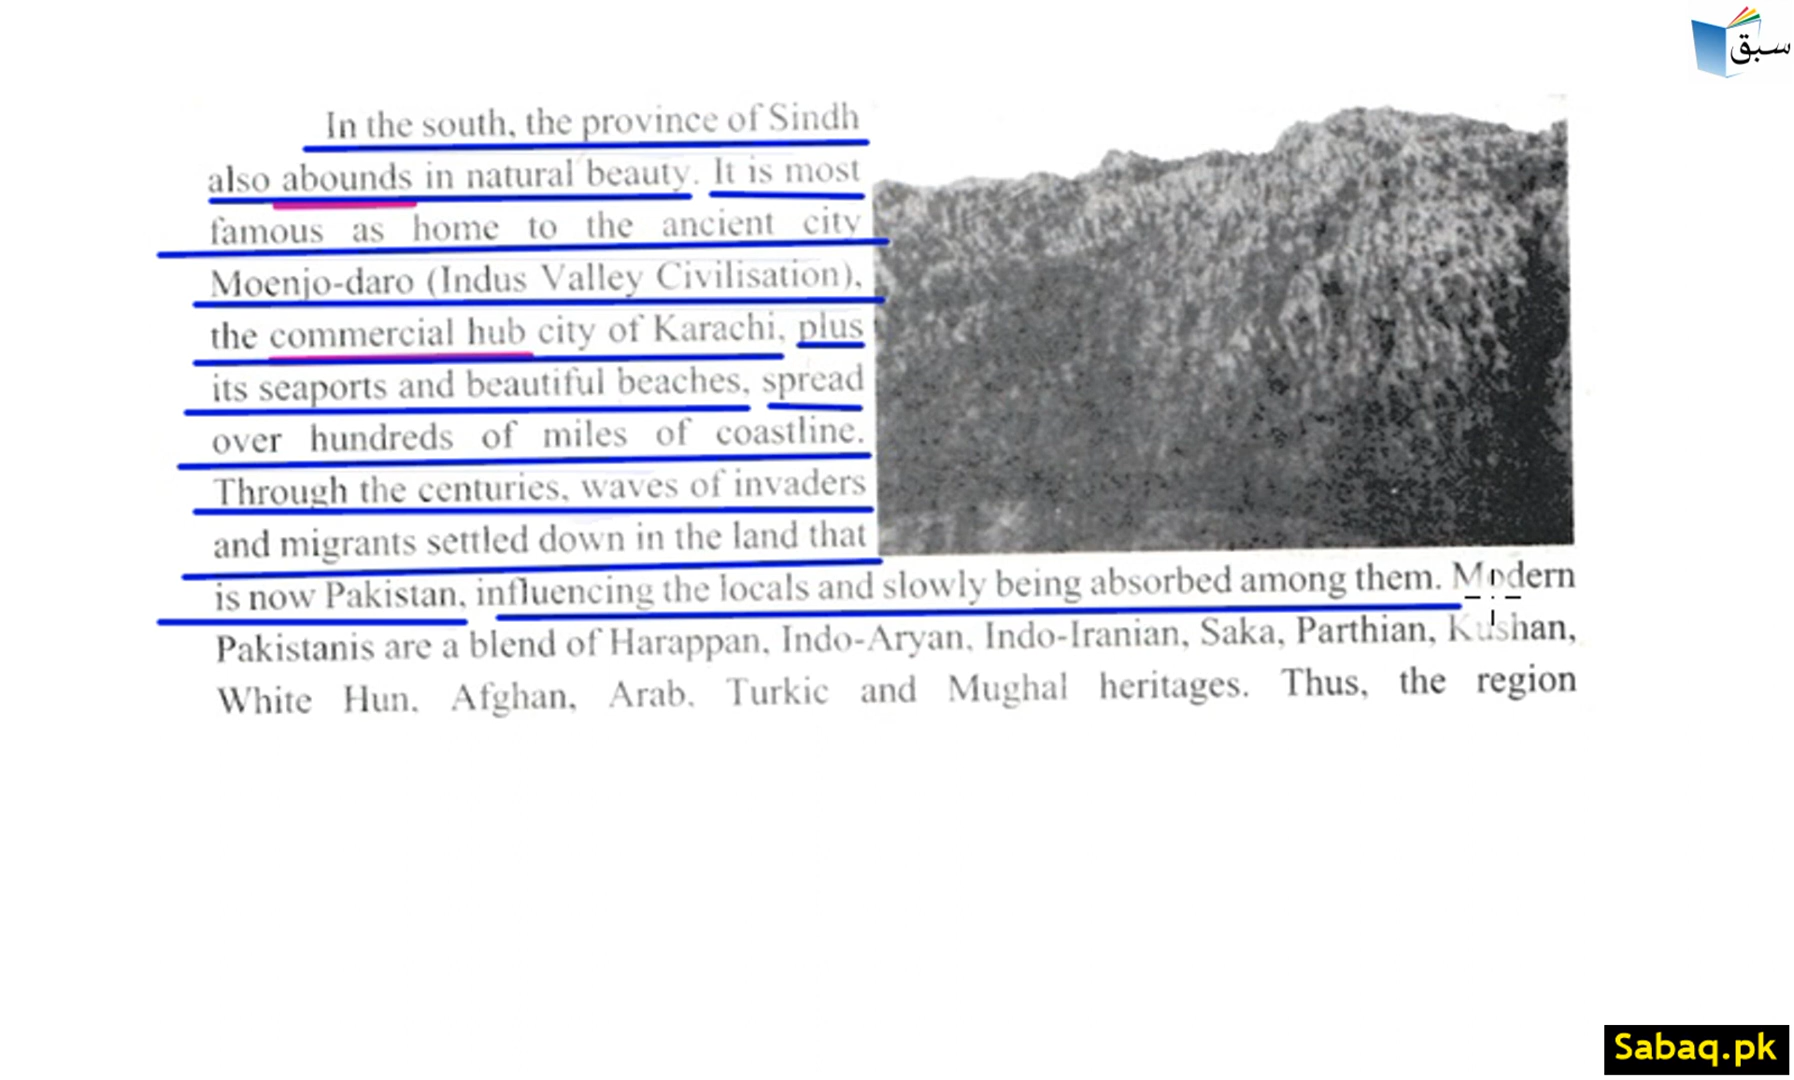 سبق
In the south, the province of Sindh
also abounds in natural beauty. It is most
famous as home to the ancient city
Moenjo-daro (Indus Valley Civilisation),
the commercial hub city of Karachi, plus
its seaports and beautiful beaches, spread
over hundreds of miles of coastline.
Through the centuries, waves of invaders
and migrants settled down in the land that
is now Pakistan, influencing the locals and slowly being absorbed among them. Modern
Pakistanis are a blend of Harappan, Indo-Aryan, Indo-Iranian, Saka, Parthian, Kushan,
White Hun, Afghan, Arab, Turkic and Mughal heritages. Thus, the region
Sabaq.pk